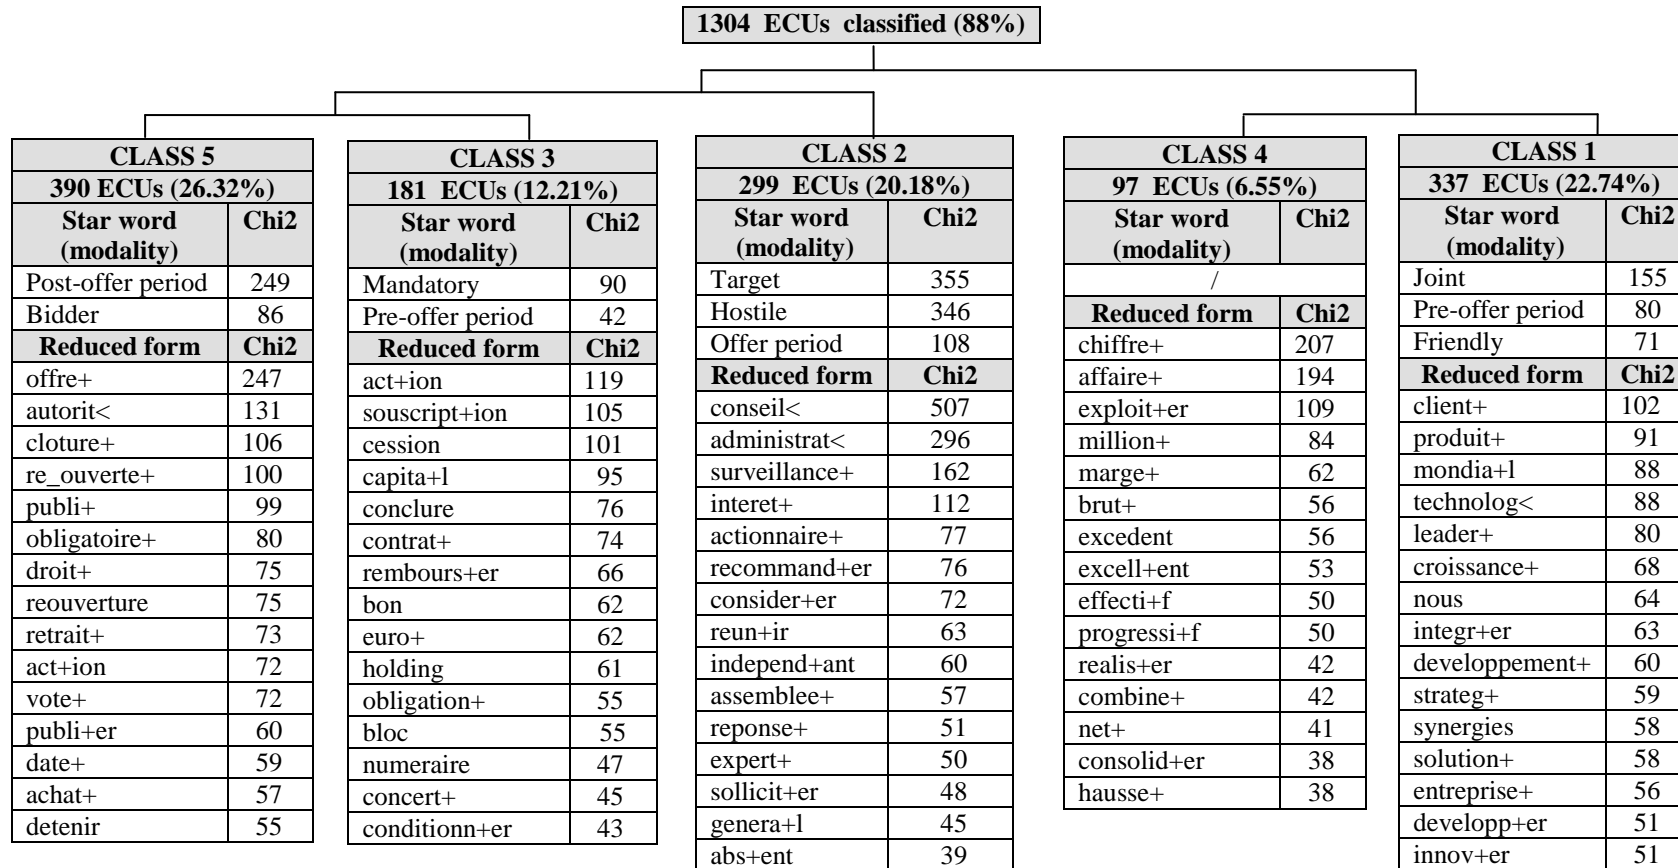 1304 ECUs classified (88%)
CLASS 5
390 ECUs (26.32%)
Star word Chi2
(modality)
Post-offer period 249
Bidder 86
Reduced form Chi2
offre+ 247
autorit< 131
cloture+ 106
re_ouverte+ 100
publi+ 99
obligatoire+ 80
droit+ 75
reouverture 75
retrait+ 73
act+ion 72
vote+ 72
publi+er 60
date+ 59
achat+ 57
detenir 55
CLASS 3
181 ECUs (12.21%)
Star word Chi2
(modality)
Mandatory 90
Pre-offer period 42
Reduced form Chi2
act+ion 119
souscript+ion 105
cession 101
capita+l 95
conclure 76
contrat+ 74
rembours+er 66
bon 62
euro+ 62
holding 61
obligation+ 55
bloc 55
numeraire 47
concert+ 45
conditionn+er 43
CLASS 2
299 ECUs (20.18%)
Star word Chi2
(modality)
Target 355
Hostile 346
Offer period 108
Reduced form Chi2
conseil< 507
administrat< 296
surveillance+ 162
interet+ 112
actionnaire+ 77
recommand+er 76
consider+er 72
reun+ir 63
independ+ant 60
assemblee+ 57
reponse+ 51
expert+ 50
sollicit+er 48
genera+l 45
abs+ent 39
CLASS 4
97 ECUs (6.55%)
Star word Chi2
(modality)
/
Reduced form Chi2
chiffre+ 207
affaire+ 194
exploit+er 109
million+ 84
marge+ 62
brut+ 56
excedent 56
excell+ent 53
effecti+f 50
progressi+f 50
realis+er 42
combine+ 42
net+ 41
consolid+er 38
hausse+ 38
CLASS 1
337 ECUs (22.74%)
Star word Chi2
(modality)
Joint 155
Pre-offer period 80
Friendly 71
Reduced form Chi2
client+ 102
produit+ 91
mondia+l 88
technolog< 88
leader+ 80
croissance+ 68
nous 64
integr+er 63
developpement+ 60
strateg+ 59
synergies 58
solution+ 58
entreprise+ 56
developp+er 51
innov+er 51